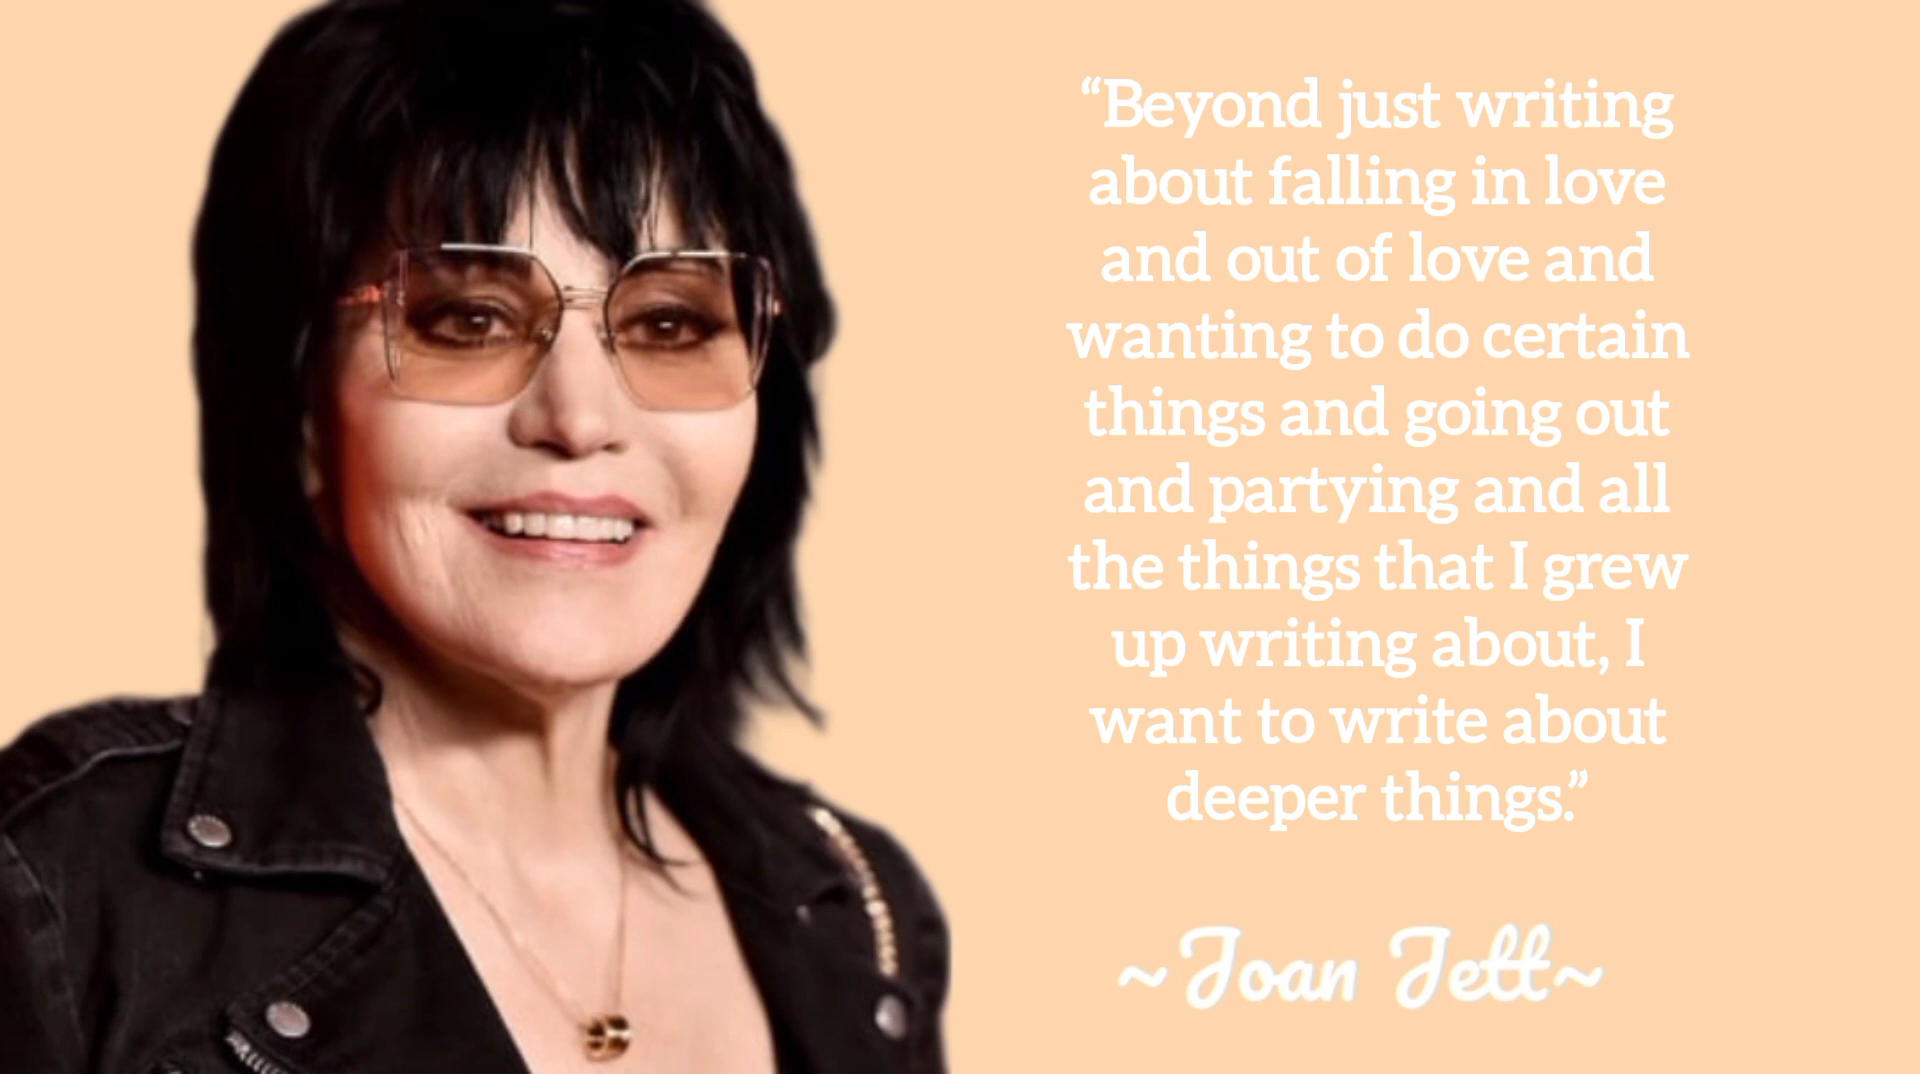 “Beyond just writing
about falling in love
and out of love and
wanting to do certain
things and going out
and partying and all
the things that I grew
up writing about, I
want to write about
deeper things.”
~Joan Jett~